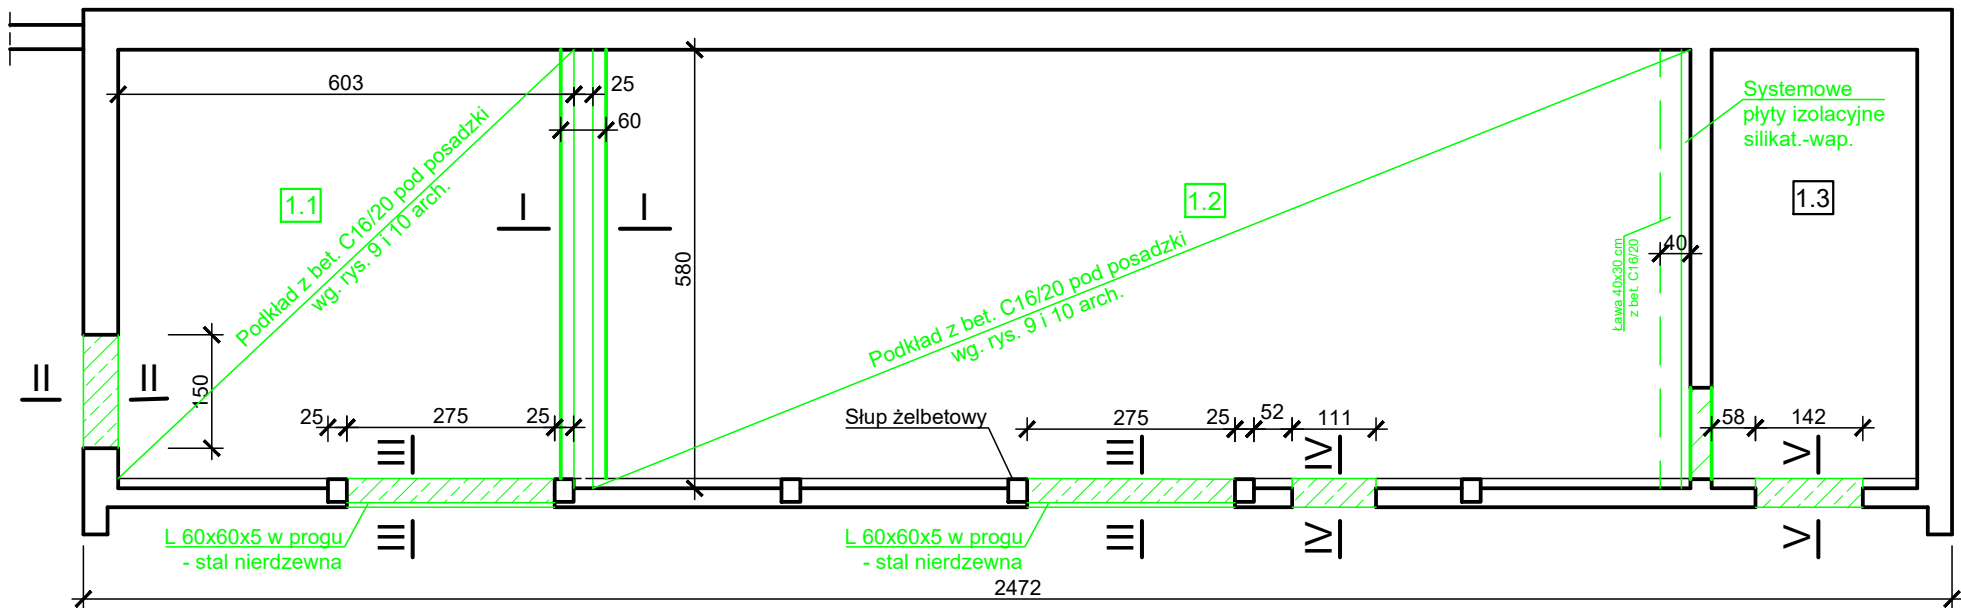 603
25
60
Systemowe
płyty izolacyjne
silikat.-wap.
1.1
Podkład z bet. C16/20 pod posadzki
wg. rys. 9 i 10 arch.
I
I
580
1.2
Podkład z bet. C16/20 pod posadzki
wg. rys. 9 i 10 arch.
Ława 40x30 cm
z bet. C16/20
40
1.3
II
II
150
25
275
25
Słup żelbetowy
275
25
52
111
58
142
III
III
IV
V
L 60x60x5 w progu
- stal nierdzewna
III
L 60x60x5 w progu
- stal nierdzewna
III
IV
V
2472